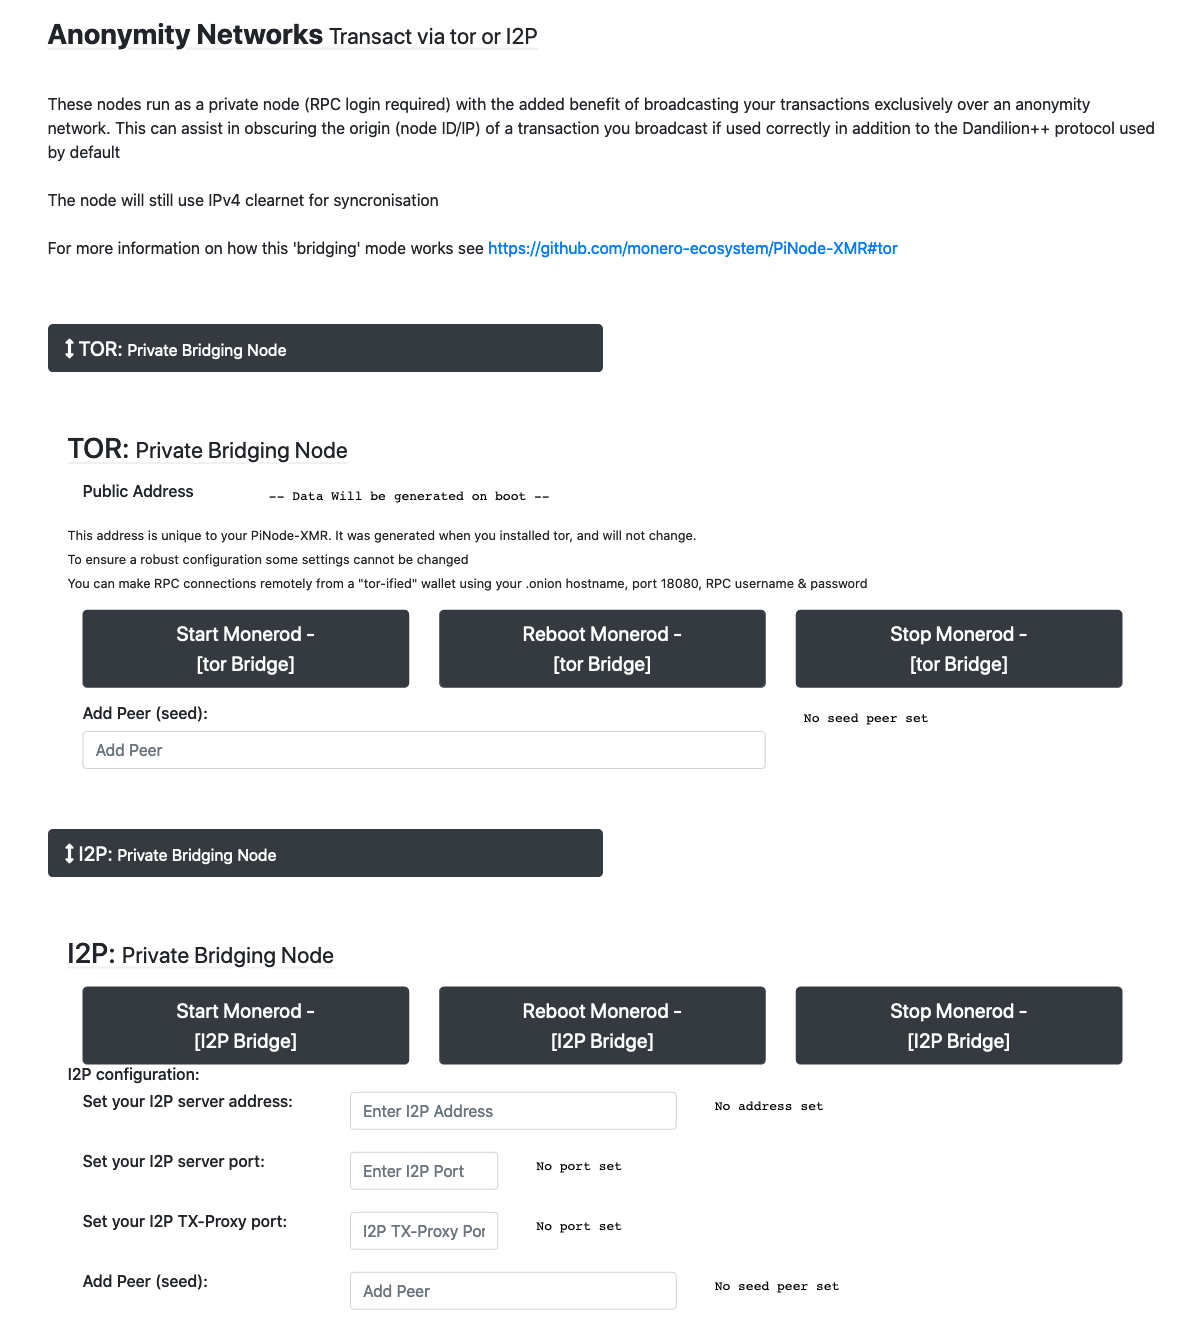 Anonymity Networks Transact via tor or I2P
These nodes run as a private node (RPC login required) with the added benefit of broadcasting your transactions exclusively over an anonymity
network. This can assist in obscuring the origin (node ID/IP) of a transaction you broadcast if used correctly in addition to the Dandilion++ protocol used
by default
The node will still use IPv4 clearnet for syncronisation
For more information on how this 'bridging' mode works see https://github.com/monero-ecosystem/PiNode-XMR#tor
TOR: Private Bridging Node
TOR: Private Bridging Node
Public Address -- Data Will be generated on boot --
This address is unique to your PiNode-XMR. It was generated when you installed tor, and will not change.
To ensure a robust configuration some settings cannot be changed
You can make RPC connections remotely from a "tor-ified" wallet using your .onion hostname, port 18080, RPC username & password
Start Monerod -
[tor Bridge]
Reboot Monerod -
[tor Bridge]
Stop Monerod -
[tor Bridge]
Add Peer (seed):
No seed peer set
Add Peer
I2P: Private Bridging Node
I2P: Private Bridging Node
Start Monerod -
[I2P Bridge]
Reboot Monerod -
[I2P Bridge]
Stop Monerod -
[I2P Bridge]
I2P configuration:
Set your I2P server address: Enter I2P Address No address set
Set your I2P server port: Enter I2P Port No port set
Set your I2P TX-Proxy port: I2P TX-Proxy Por No port set
Add Peer (seed): Add Peer No seed peer set